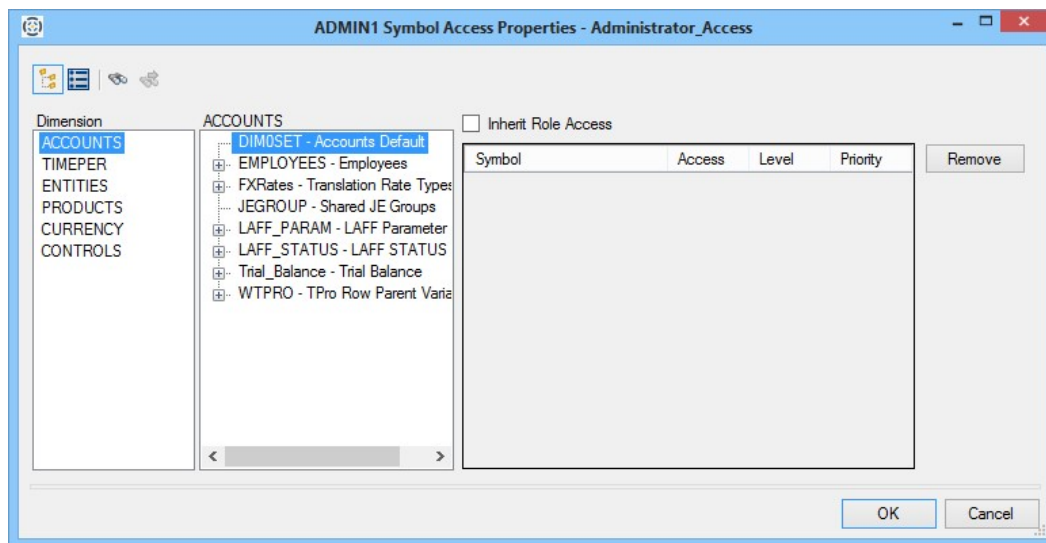 ADMIN1 Symbol Access Properties - Administrator_Access
Dimension
ACCOUNTS
TIMEPER
ENTITIES
PRODUCTS
CURRENCY
CONTROLS
ACCOUNTS
DIM0SET - Accounts Default
EMPLOYEES - Employees
FXRates - Translation Rate Types
JEGROUP - Shared JE Groups
LAFF_PARAM - LAFF Parameter
LAFF_STATUS - LAFF STATUS
Trial_Balance - Trial Balance
WTPRO - TPro Row Parent Varia
Inherit Role Access
Symbol Access Level Priority
Remove
OK Cancel